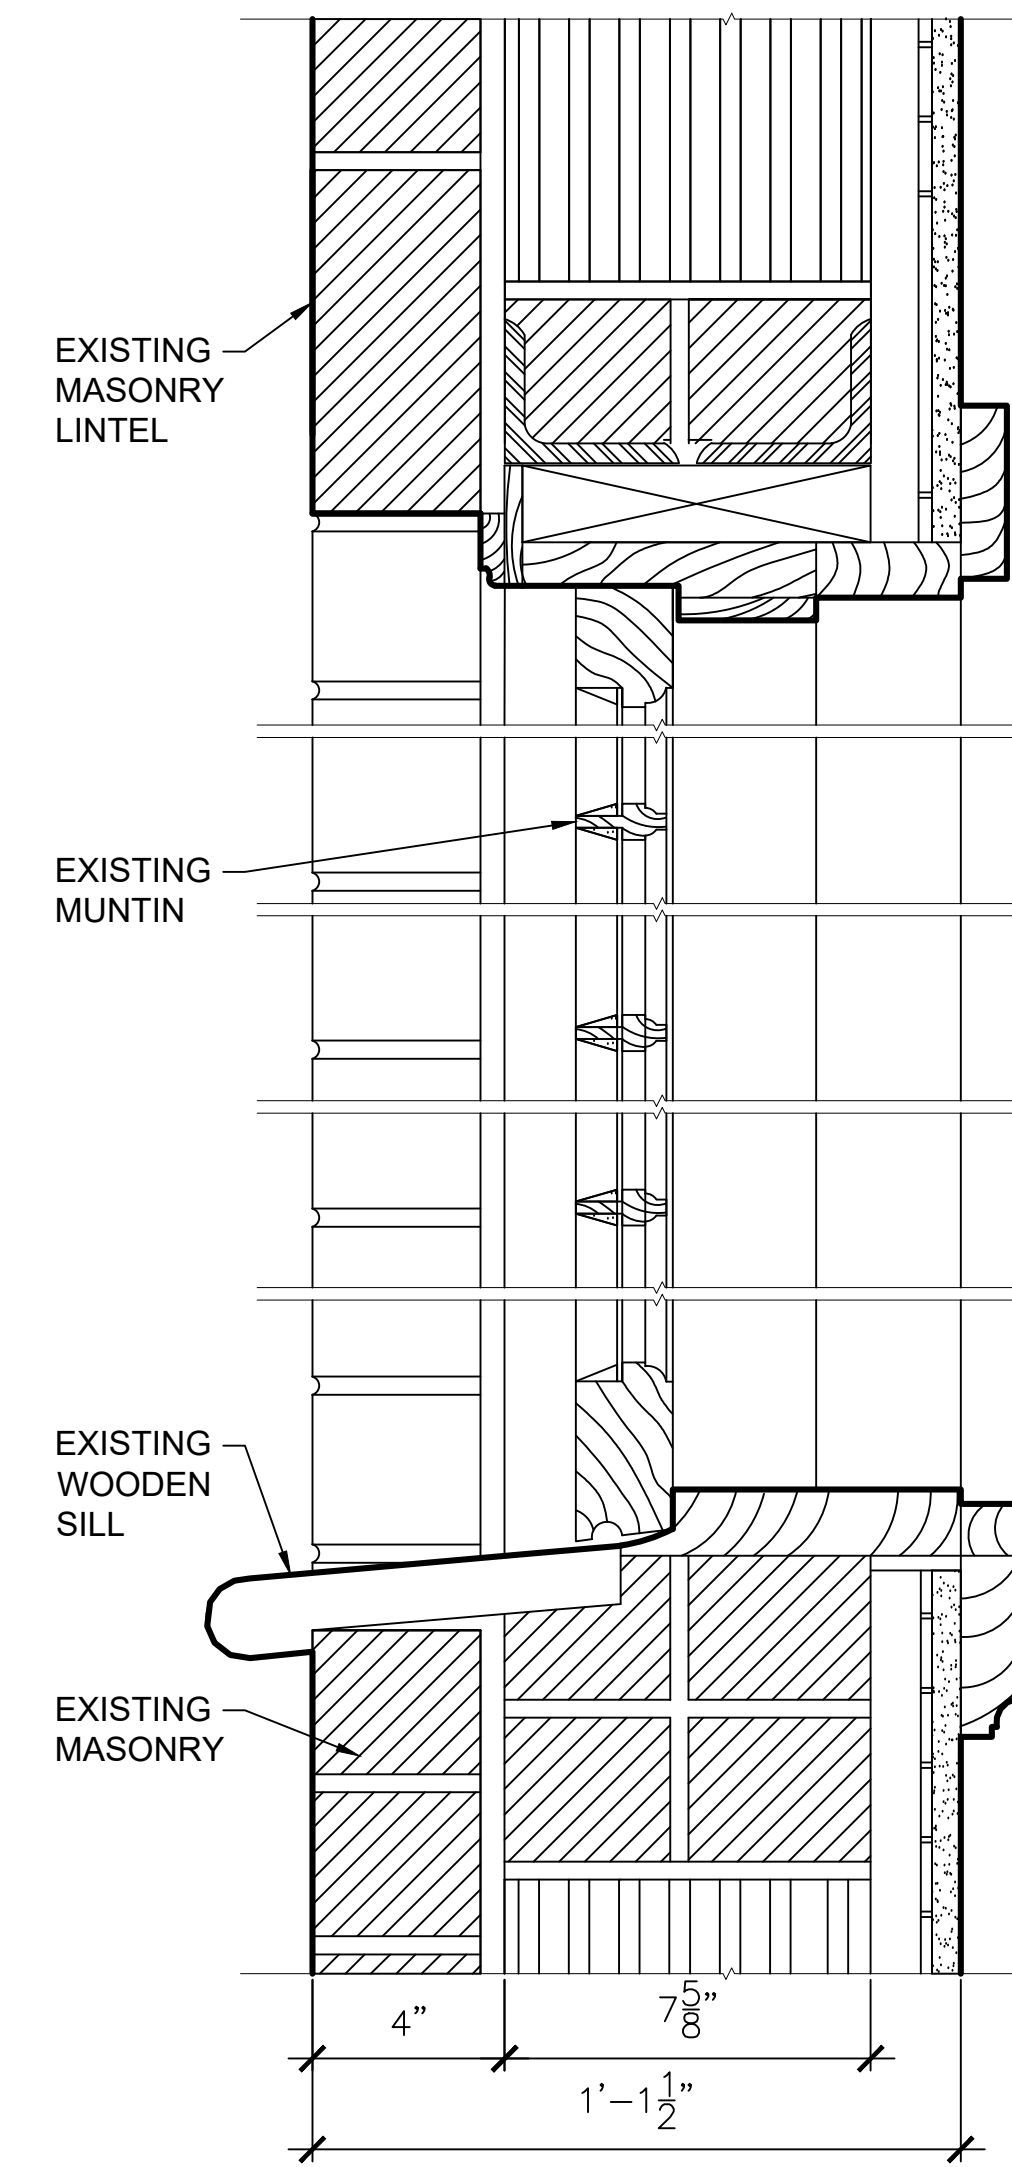 EXISTING
MASONRY
LINTEL
EXISTING
MUNTIN
EXISTING
WOODEN
SILL
EXISTING
MASONRY
4”
7 5/8”
1’–1 1/2”